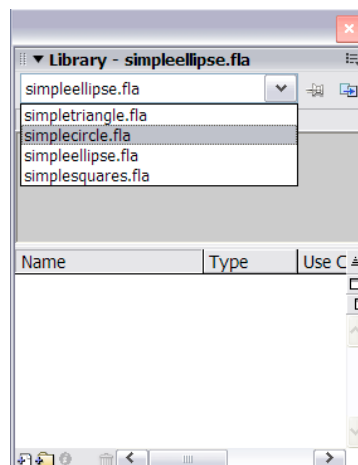 Library - simpleellipse.fla
simpleellipse.fla
simpletriangle.fla
simplecircle.fla
simpleellipse.fla
simplesquares.fla
Name Type Use C